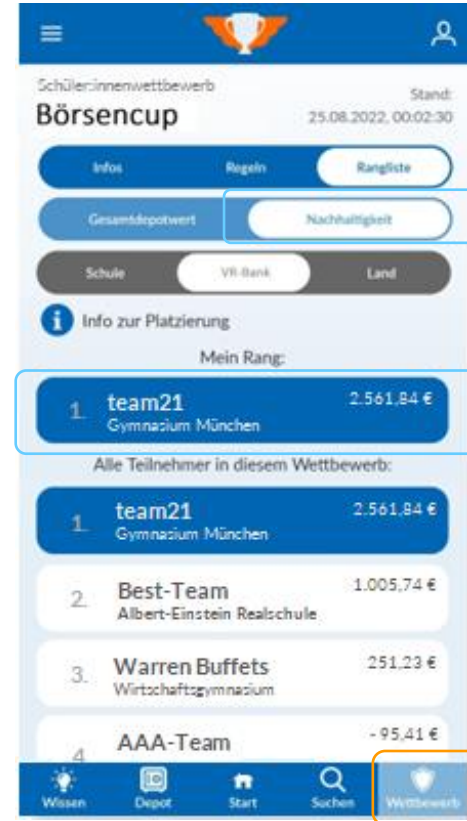 Schüler:innenwettbewerb
Börsencup
Stand:
25.08.2022, 00:02:30
Infos Regeln Rangliste
Gesamtdepotwert Nachhaltigkeit
Schule VR-Bank Land
i Info zur Platzierung
Mein Rang:
1. team21 2.561,84 €
Gymnasium München
Alle Teilnehmer in diesem Wettbewerb:
1. team21 2.561,84 €
Gymnasium München
2. Best-Team 1.005,74 €
Albert-Einstein Realschule
3. Warren Buffets 251,23 €
Wirtschaftsgymnasium
4 AAA-Team - 95,41 €
Wissen Depot Start Suchen Wettbewerb